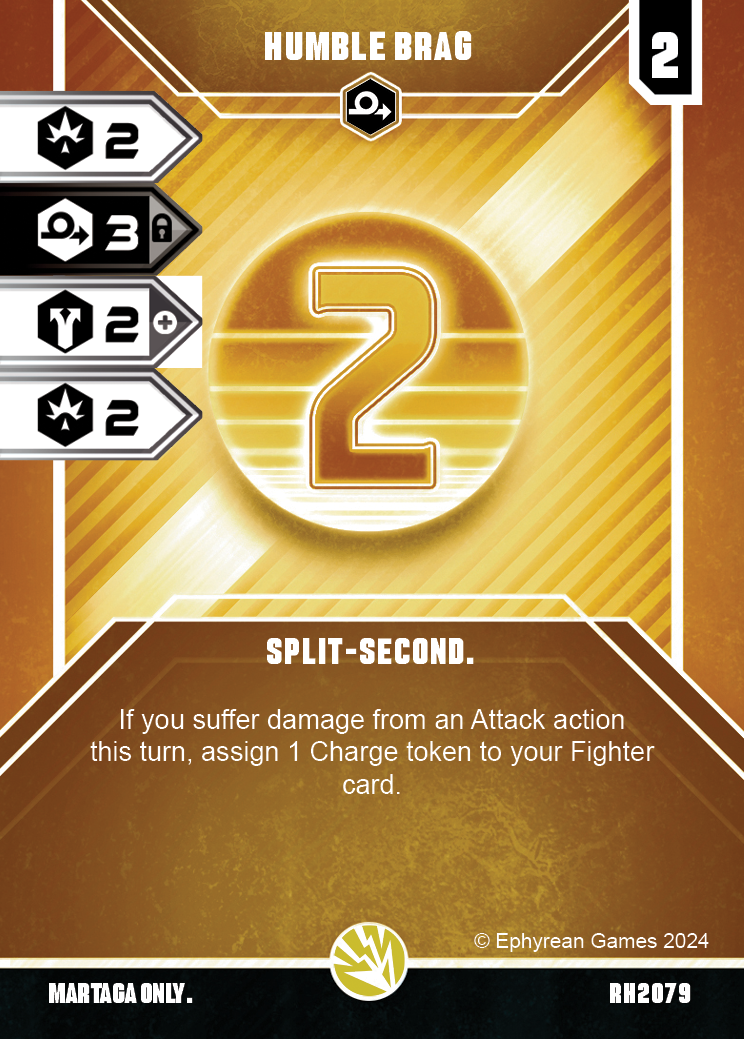 HUMBLE BRAG
2
2
3
2
2
2
SPLIT-SECOND.
If you suffer damage from an Attack action
this turn, assign 1 Charge token to your Fighter
card.
© Ephyrean Games 2024
MARTAGA ONLY.
RH2079